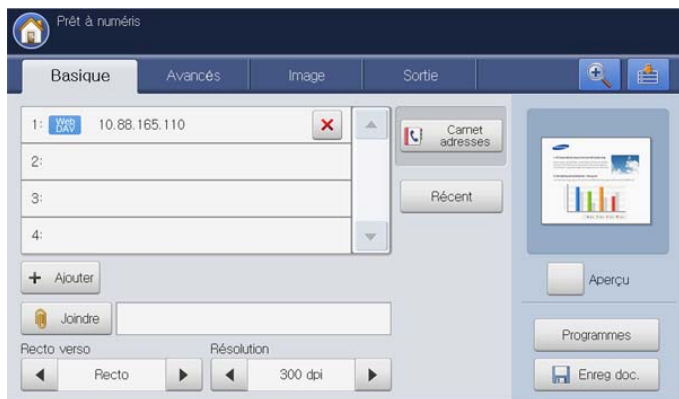 Prêt à numéris
Basique
Avancés
Image
Sortie
1: Web DAV 10.88.165.110
2:
3:
4:
Carnet adresses
Récent
+ Ajouter
Joindre
Recto verso
Recto
Résolution
300 dpi
Aperçu
Programmes
Enreg doc.